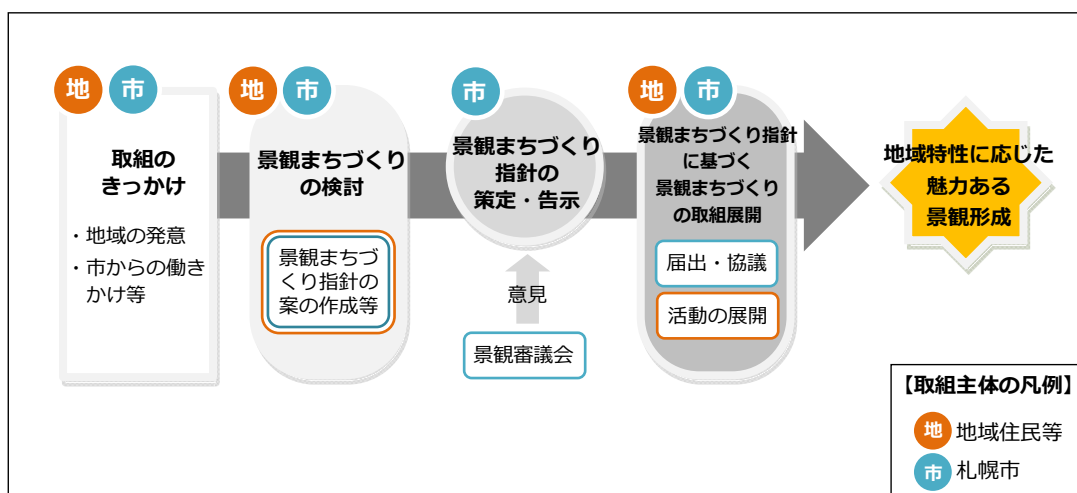 地 市
取組の
きっかけ
・地域の発意
・市からの働き
かけ等
地 市
景観まちづくり
の検討
景観まちづ
くり指針の
案の作成等
市
景観まちづくり
指針の
策定・告示
意見
景観審議会
地 市
景観まちづくり指針
に基づく
景観まちづくり
の取組展開
届出・協議
活動の展開
地域特性に応じた
魅力ある
景観形成
【取組主体の凡例】
地 地域住民等
市 札幌市